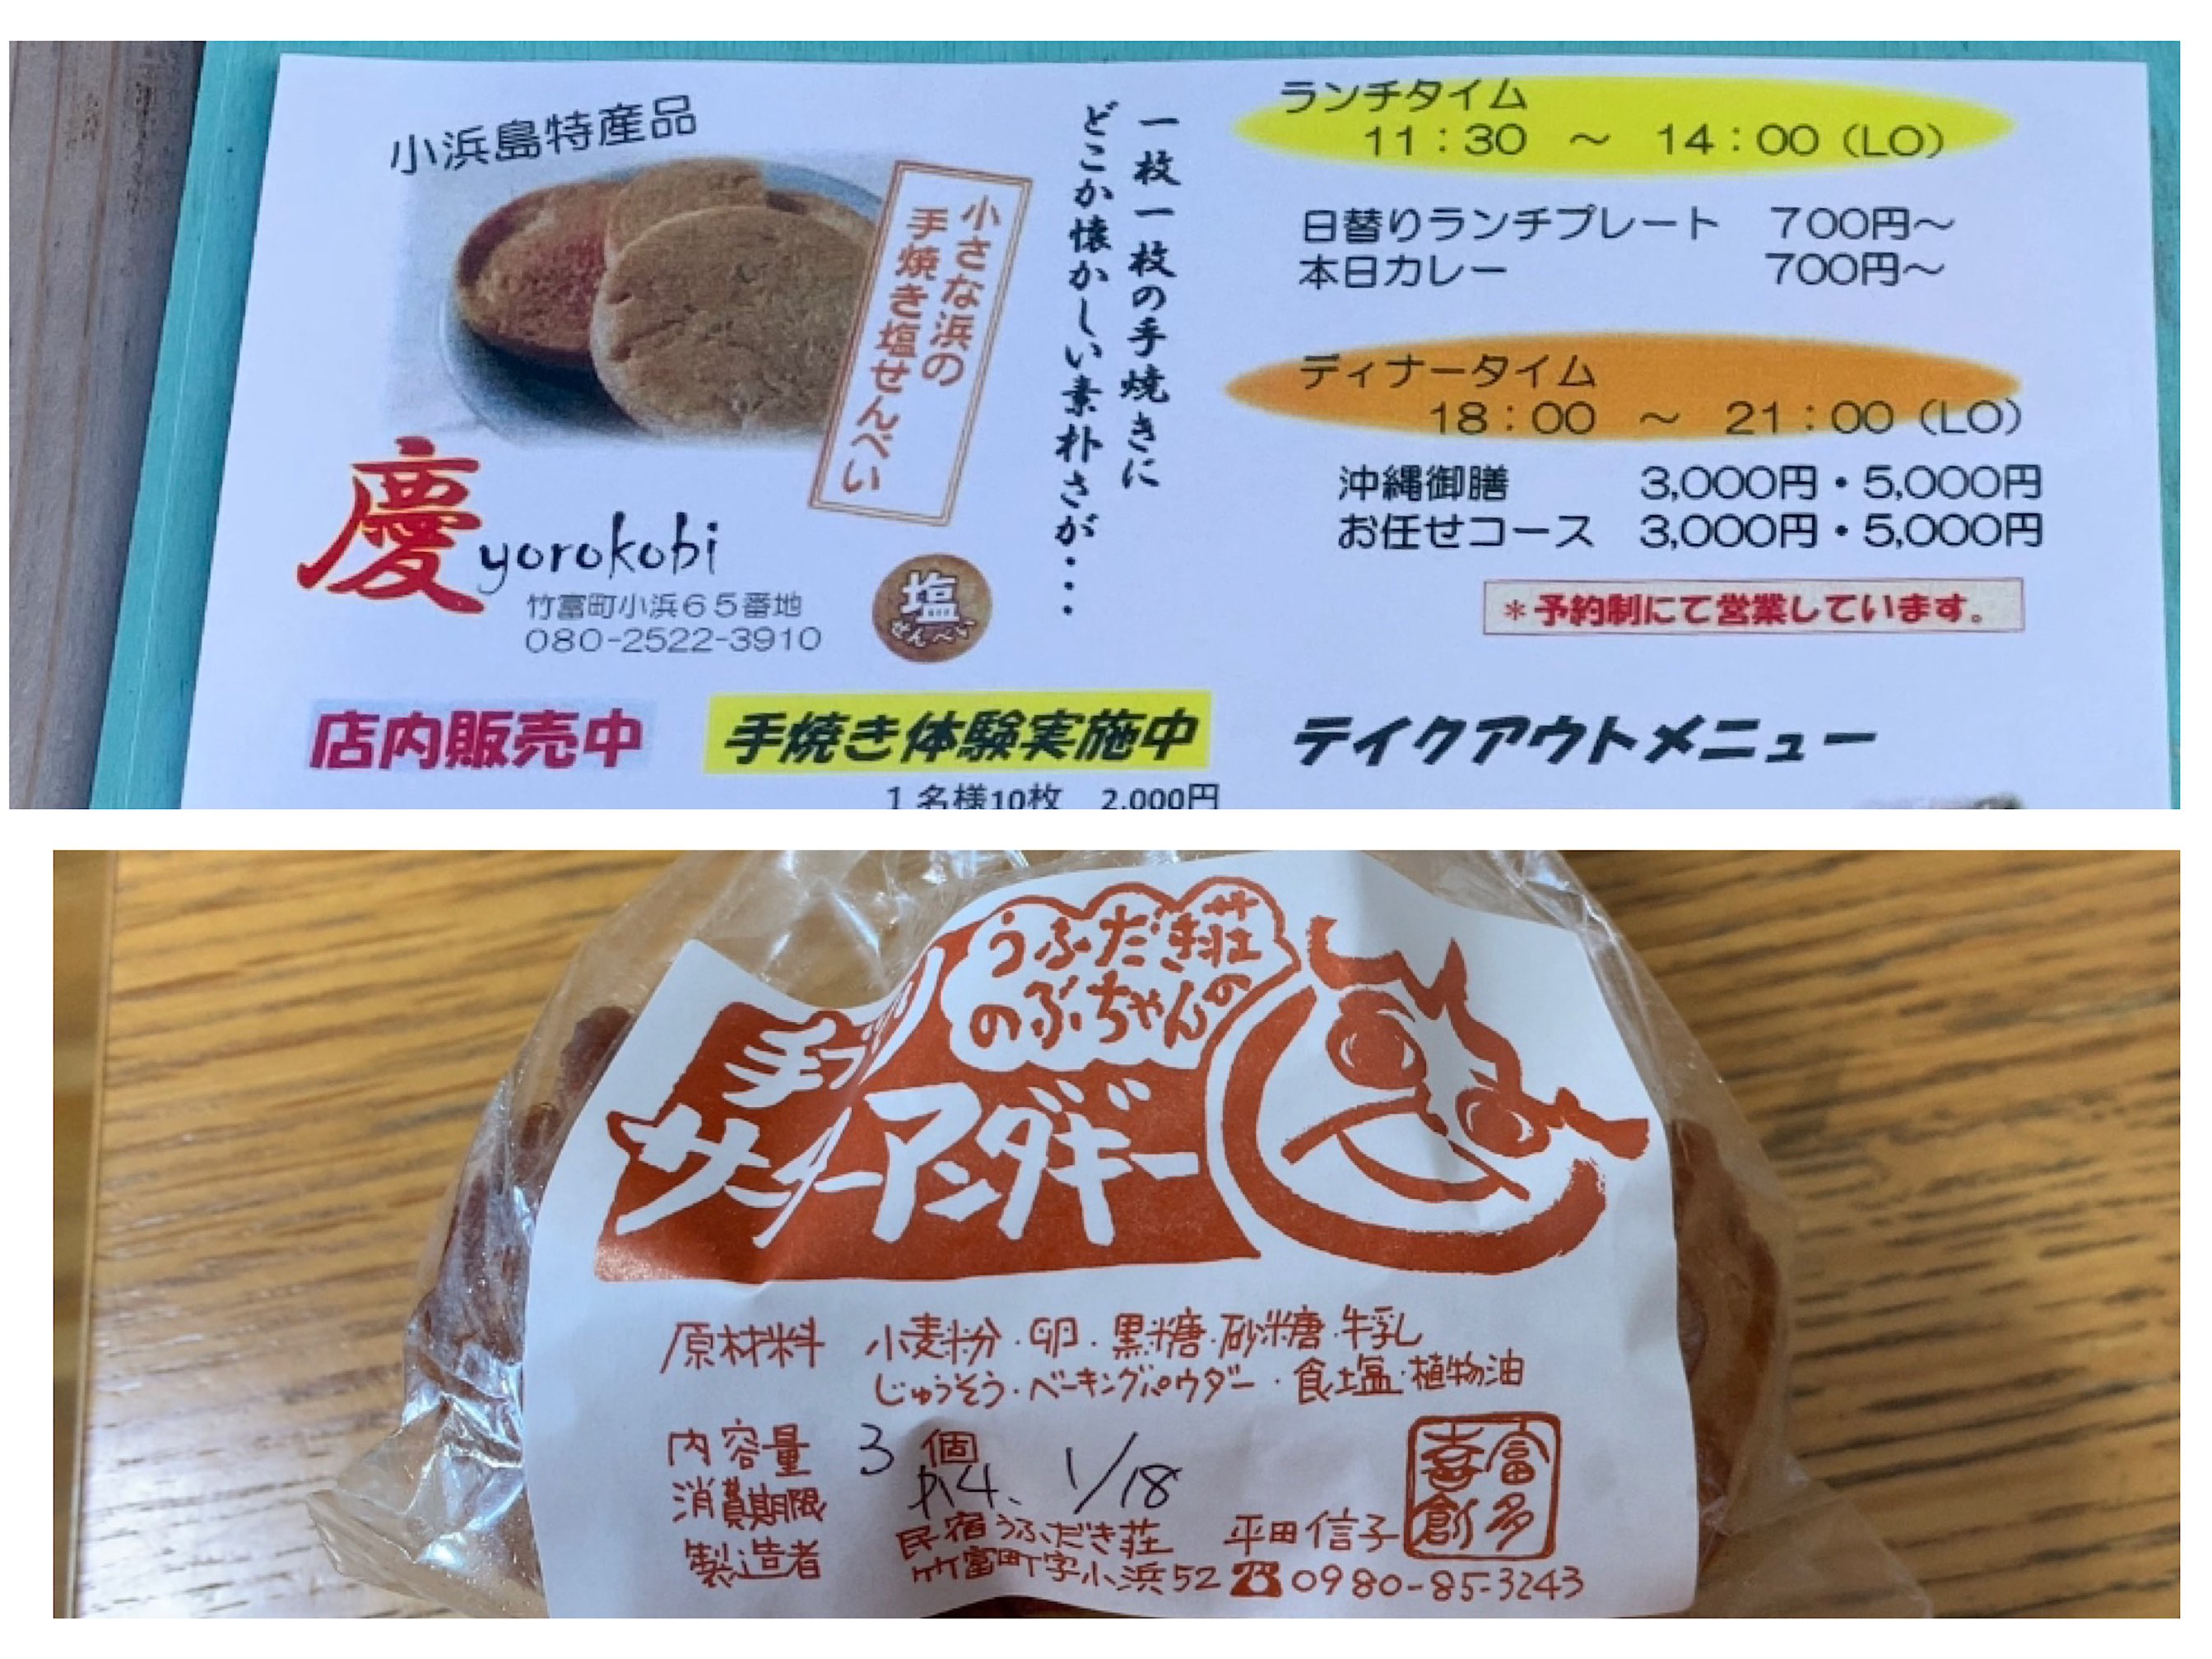 小浜島特産品
小さな浜の
手焼き塩せんべい
一枚一枚の手焼きに
どこか懐かしい素朴さが・・・
慶 yorokobi
竹富町小浜65番地
080-2522-3910
塩
せんべい
ランチタイム
11:30 ～ 14:00 (LO)
日替りランチプレート 700円～
本日カレー 700円～
ディナータイム
18:00 ～ 21:00 (LO)
沖縄御膳 3,000円・5,000円
お任せコース 3,000円・5,000円
*予約制にて営業しています。
店内販売中
手焼き体験実施中
1名様10枚 2,000円
テイクアウトメニュー
うふだき荘
のぶちゃんの
手づくり
サーターアンダギー
原材料 小麦粉・卵・黒糖・砂糖・牛乳
じゅうそう・ベーキングパウダー・食塩・植物油
内容量 3個
消費期限 R4. 1/18
製造者 民宿うふだき荘 平田信子
竹富町字小浜52 ☎0980-85-3243
富多
喜創